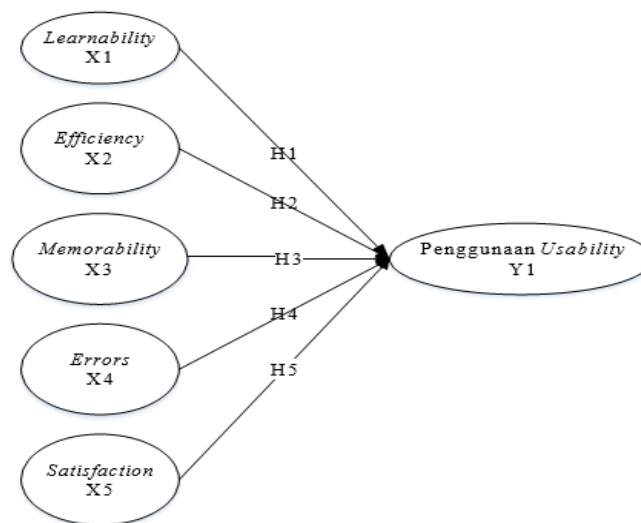 Learnability
X1
Efficiency
X2
Memorability
X3
Errors
X4
Satisfaction
X5
H1
H2
H3
H4
H5
Penggunaan Usability
Y1